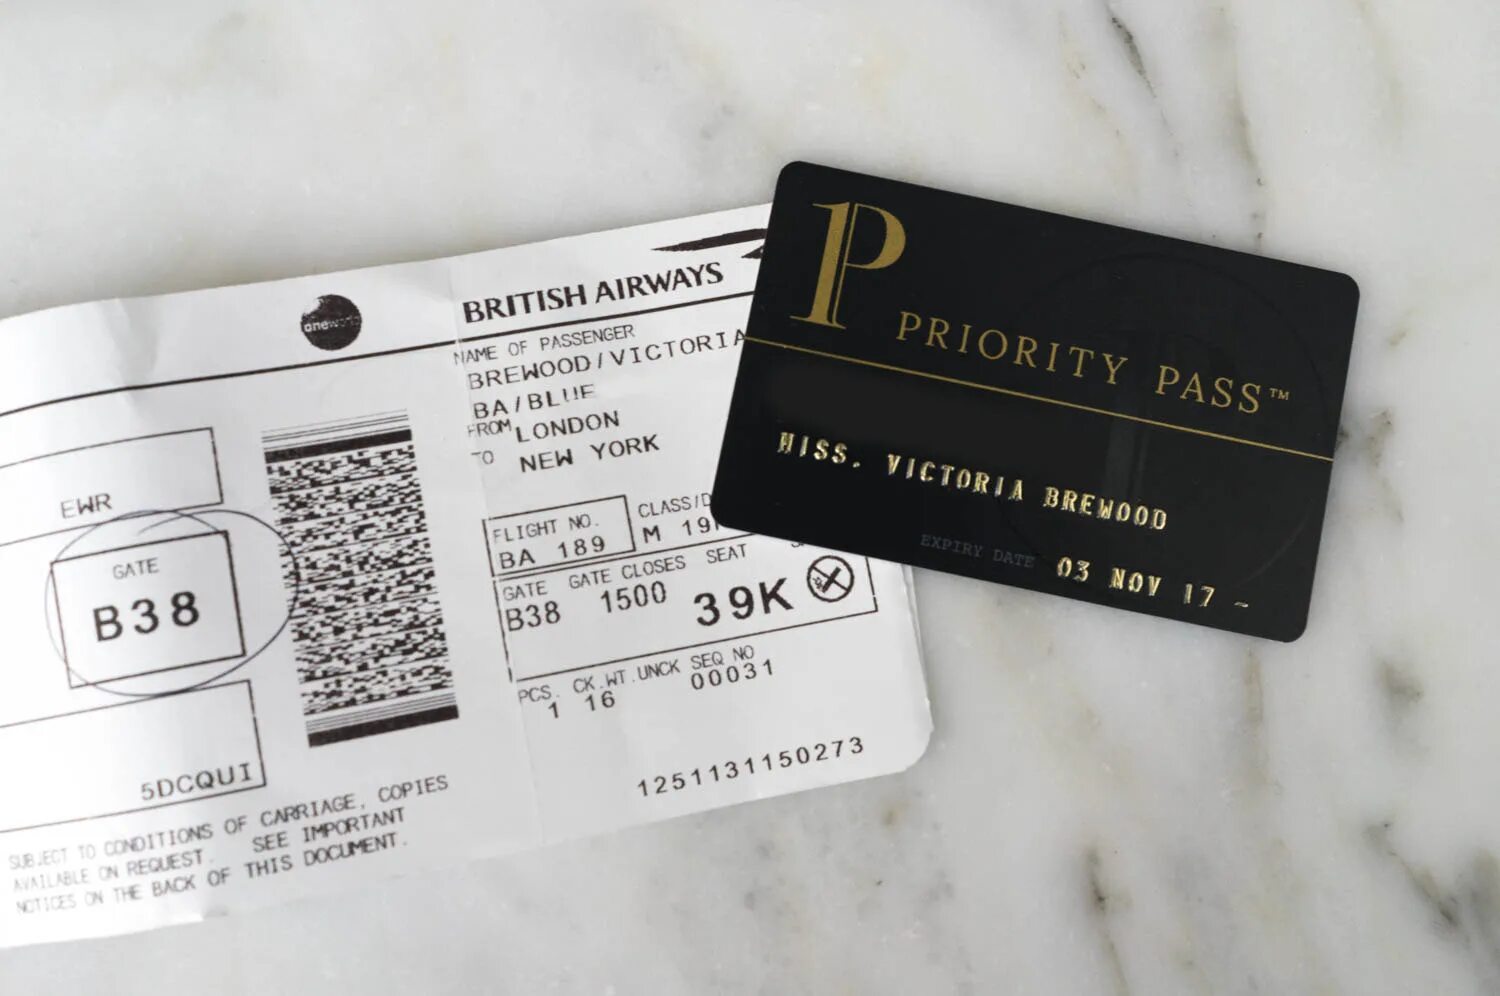 oneworld
EWR
GATE
B38
5DCQUI
SUBJECT TO CONDITIONS OF CARRIAGE, COPIES
AVAILABLE ON REQUEST. SEE IMPORTANT
NOTICES ON THE BACK OF THIS DOCUMENT.
BRITISH AIRWAYS
NAME OF PASSENGER
BREWOOD/VICTORIA
BA/BLUE
FROM LONDON
TO NEW YORK
FLIGHT NO. CLASS/D
BA 189 M 19
GATE GATE CLOSES SEAT
B38 1500 39K
PCS. CK.WT. UNCK SEQ NO
1 16 00031
1251131150273
P PRIORITY PASS™
MISS. VICTORIA BREWOOD
EXPIRY DATE 03 NOV 17 -